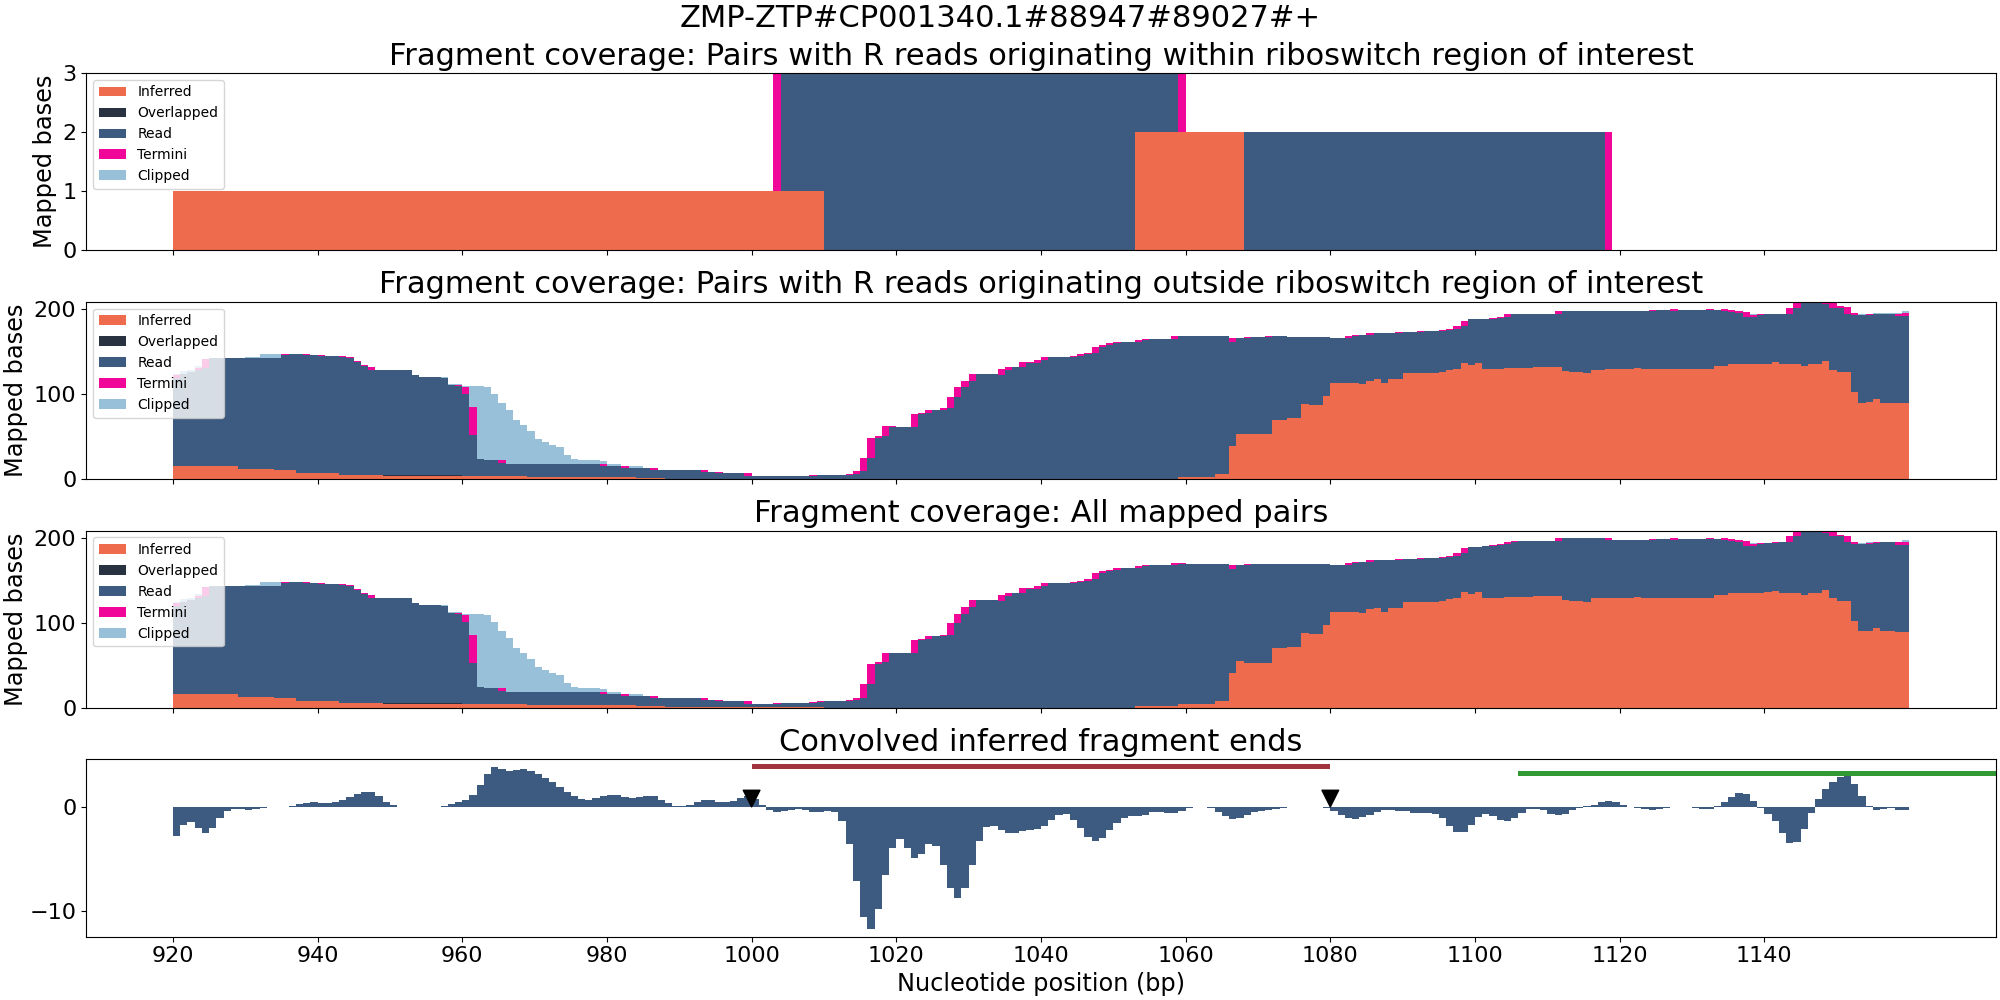 ZMP-ZTP#CP001340.1#88947#89027#+
Fragment coverage: Pairs with R reads originating within riboswitch region of interest
Mapped bases
3
2
1
0
Inferred
Overlapped
Read
Termini
Clipped
Fragment coverage: Pairs with R reads originating outside riboswitch region of interest
Mapped bases
200
100
0
Inferred
Overlapped
Read
Termini
Clipped
Fragment coverage: All mapped pairs
Mapped bases
200
100
0
Inferred
Overlapped
Read
Termini
Clipped
Convolved inferred fragment ends
0
−10
920 940 960 980 1000 1020 1040 1060 1080 1100 1120 1140
Nucleotide position (bp)